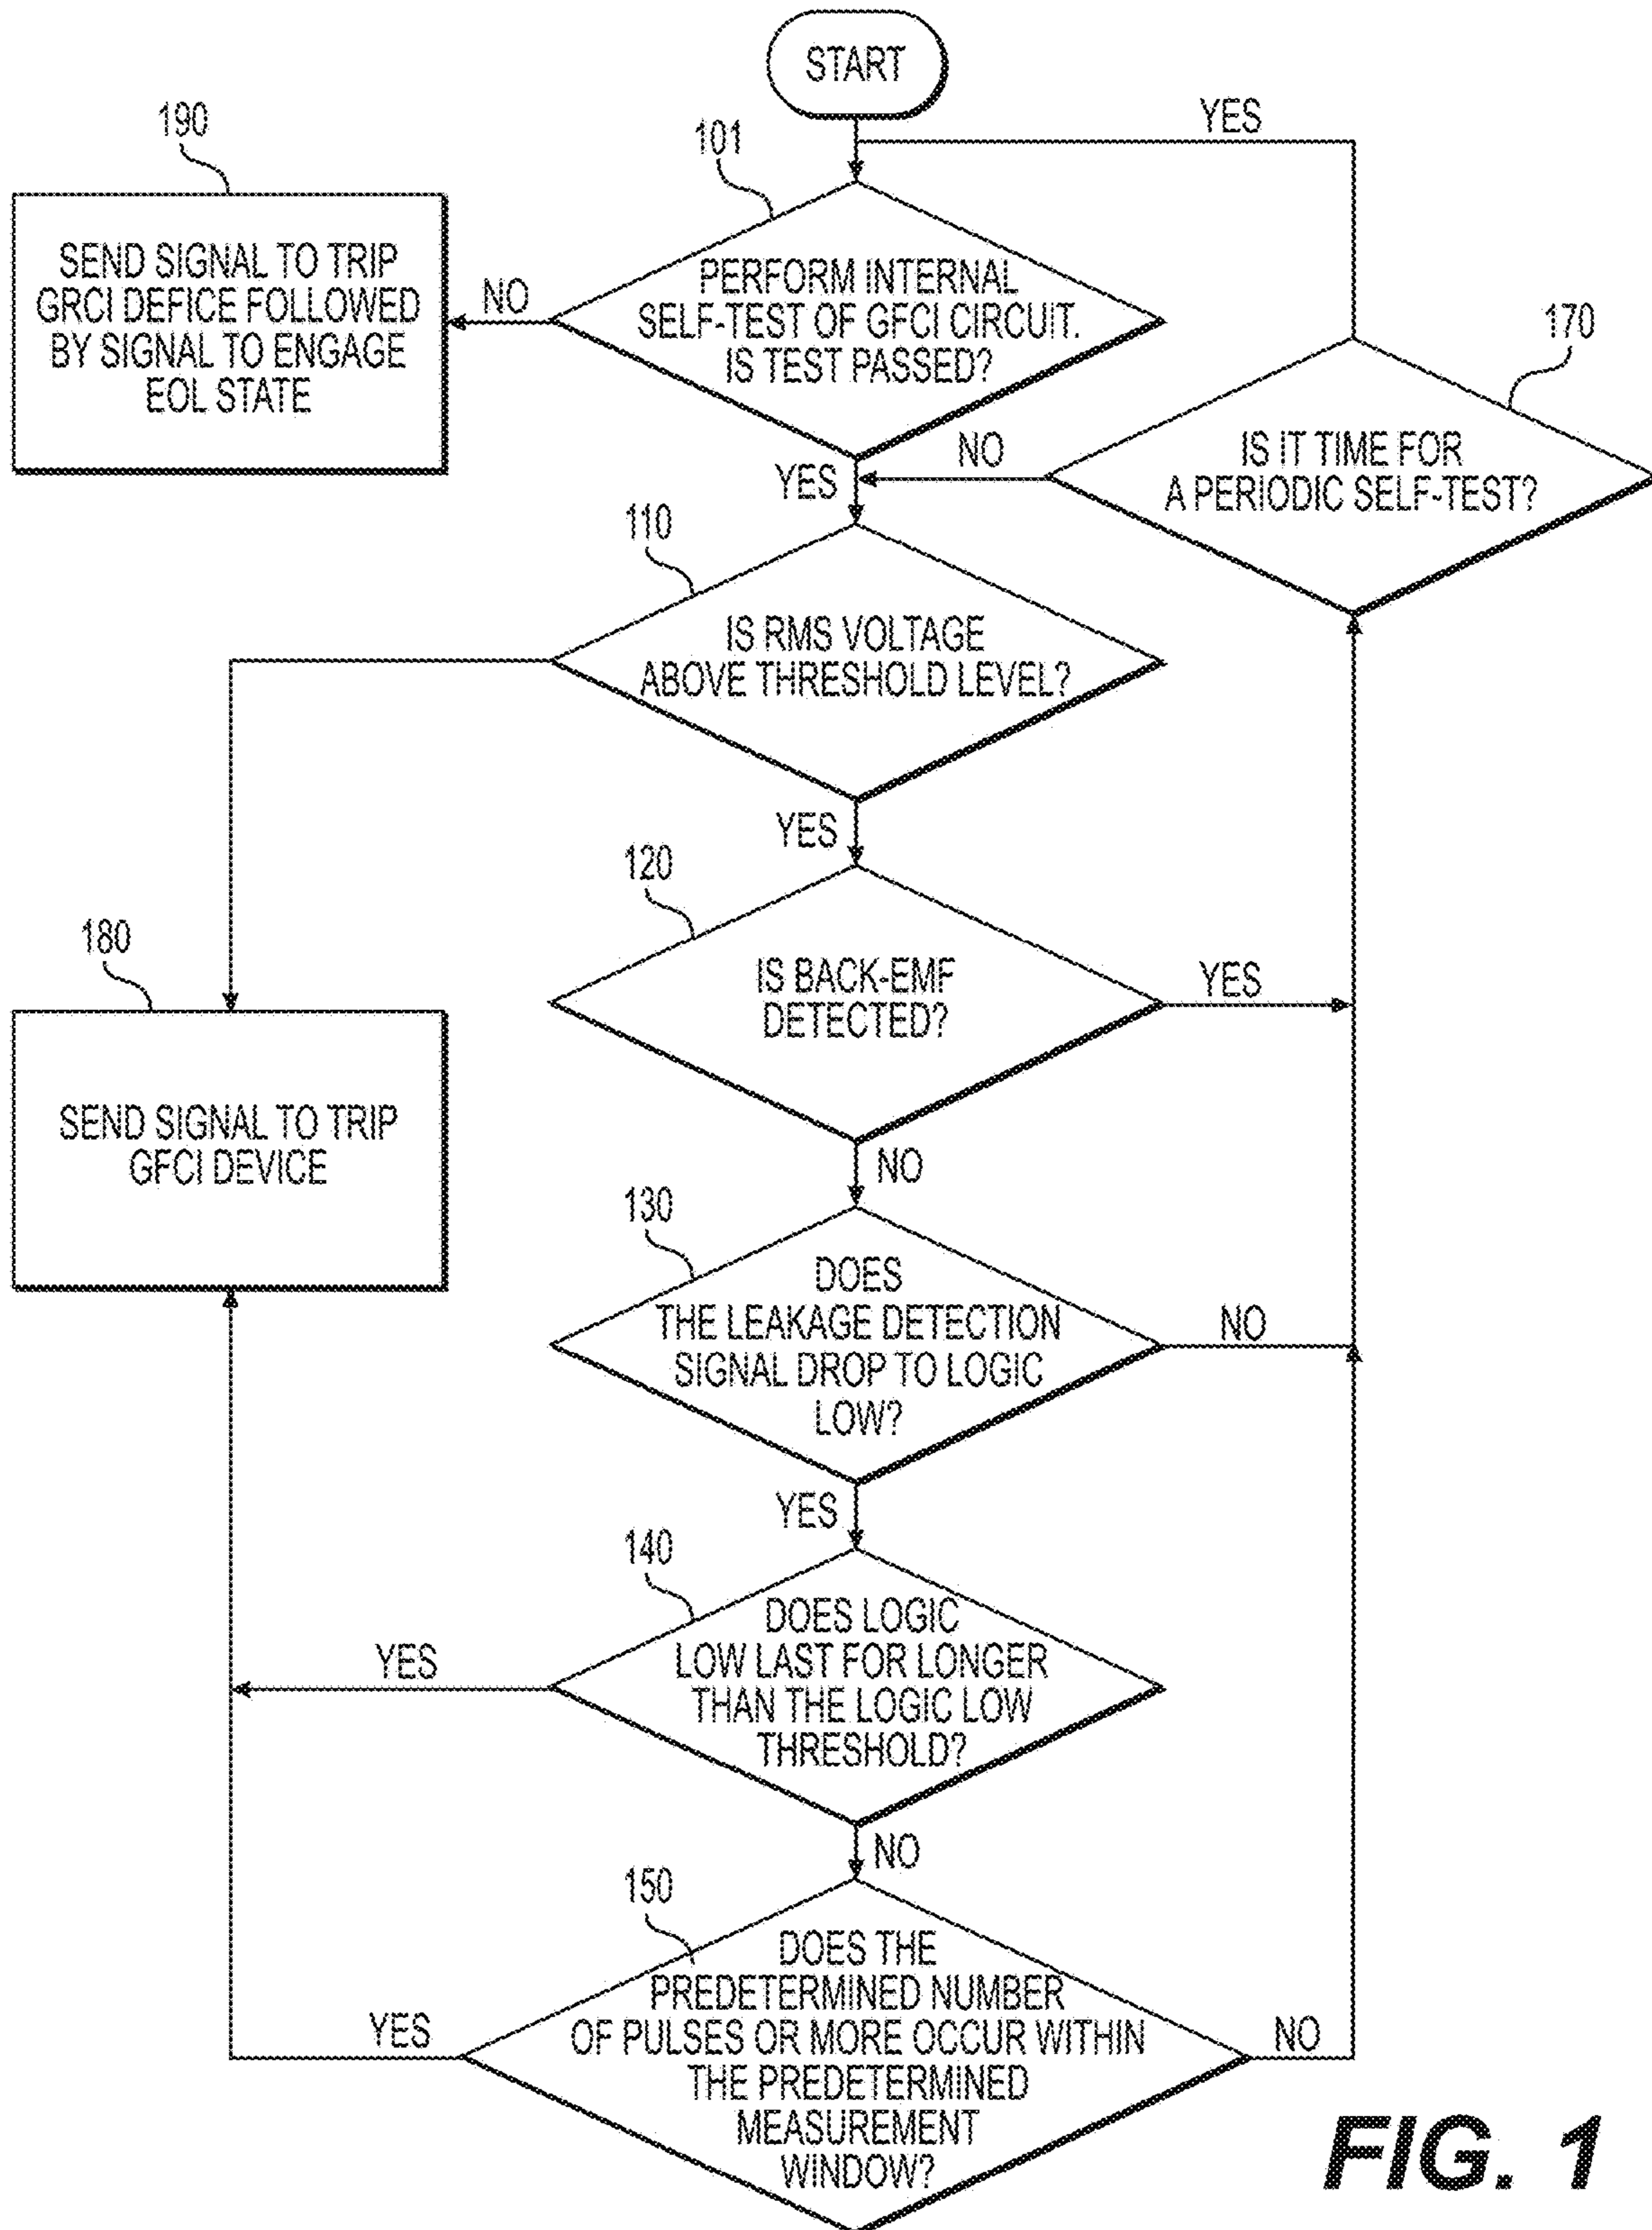 START
YES
190
101
SEND SIGNAL TO TRIP
GRCI DEFICE FOLLOWED
BY SIGNAL TO ENGAGE
EOL STATE
NO
PERFORM INTERNAL
SELF-TEST OF GFCI CIRCUIT.
IS TEST PASSED?
170
NO
IS IT TIME FOR
A PERIODIC SELF-TEST?
YES
110
IS RMS VOLTAGE
ABOVE THRESHOLD LEVEL?
YES
120
180
IS BACK-EMF
DETECTED?
YES
SEND SIGNAL TO TRIP
GFCI DEVICE
NO
130
DOES
THE LEAKAGE DETECTION
SIGNAL DROP TO LOGIC
LOW?
NO
YES
140
DOES LOGIC
LOW LAST FOR LONGER
THAN THE LOGIC LOW
THRESHOLD?
YES
NO
150
DOES THE
PREDETERMINED NUMBER
OF PULSES OR MORE OCCUR WITHIN
THE PREDETERMINED
MEASUREMENT
WINDOW?
YES
NO
FIG. 1